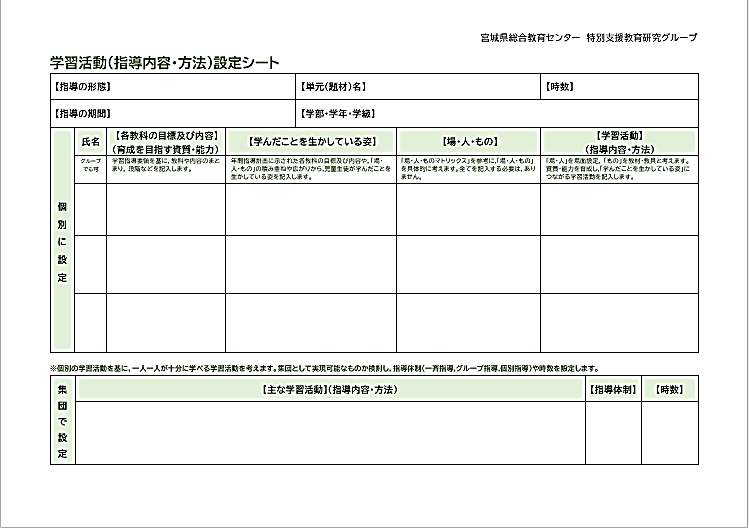 宮城県総合教育センター 特別支援教育研究グループ
学習活動(指導内容・方法)設定シート
【指導の形態】 【単元(題材)名】 【時数】
【指導の期間】 【学部・学年・学級】
個別に設定
氏名
【各教科の目標及び内容】
(育成を目指す資質・能力)
【学んだことを生かしている姿】
【場・人・もの】
【学習活動】
(指導内容・方法)
グループ
でも可
学習指導要領を基に、教科や内容のまと
まり、段階などを記入します。
年間指導計画に示された各教科の目標及び内容や、「場・
人・もの」の積み重ねや広がりから、児童生徒が学んだことを
生かしている姿を記入します。
「場・人・ものマトリックス」を参考に、「場・人・もの」
を具体的に考えます。全てを記入する必要は、あり
ません。
「場・人」を場面設定、「もの」を教材・教具と考えます。
資質・能力を育成し、「学んだことを生かしている姿」に
つながる学習活動を記入します。
※個別の学習活動を基に、一人一人が十分に学べる学習活動を考えます。集団として実現可能なものか検討し、指導体制(一斉指導、グループ指導、個別指導)や時数を設定します。
集団で設定
【主な学習活動】(指導内容・方法) 【指導体制】 【時数】